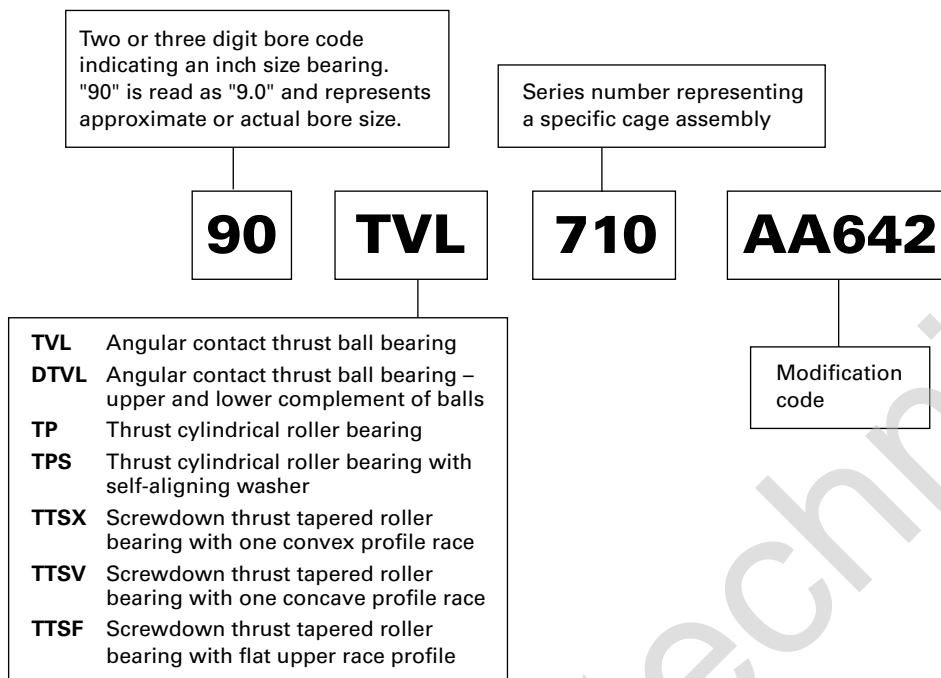 Two or three digit bore code
indicating an inch size bearing.
"90" is read as "9.0" and represents
approximate or actual bore size.
Series number representing
a specific cage assembly
90 TVL 710 AA642
TVL Angular contact thrust ball bearing
DTVL Angular contact thrust ball bearing –
upper and lower complement of balls
TP Thrust cylindrical roller bearing
TPS Thrust cylindrical roller bearing with
self-aligning washer
TTSX Screwdown thrust tapered roller
bearing with one convex profile race
TTSV Screwdown thrust tapered roller
bearing with one concave profile race
TTSF Screwdown thrust tapered roller
bearing with flat upper race profile
Modification
code